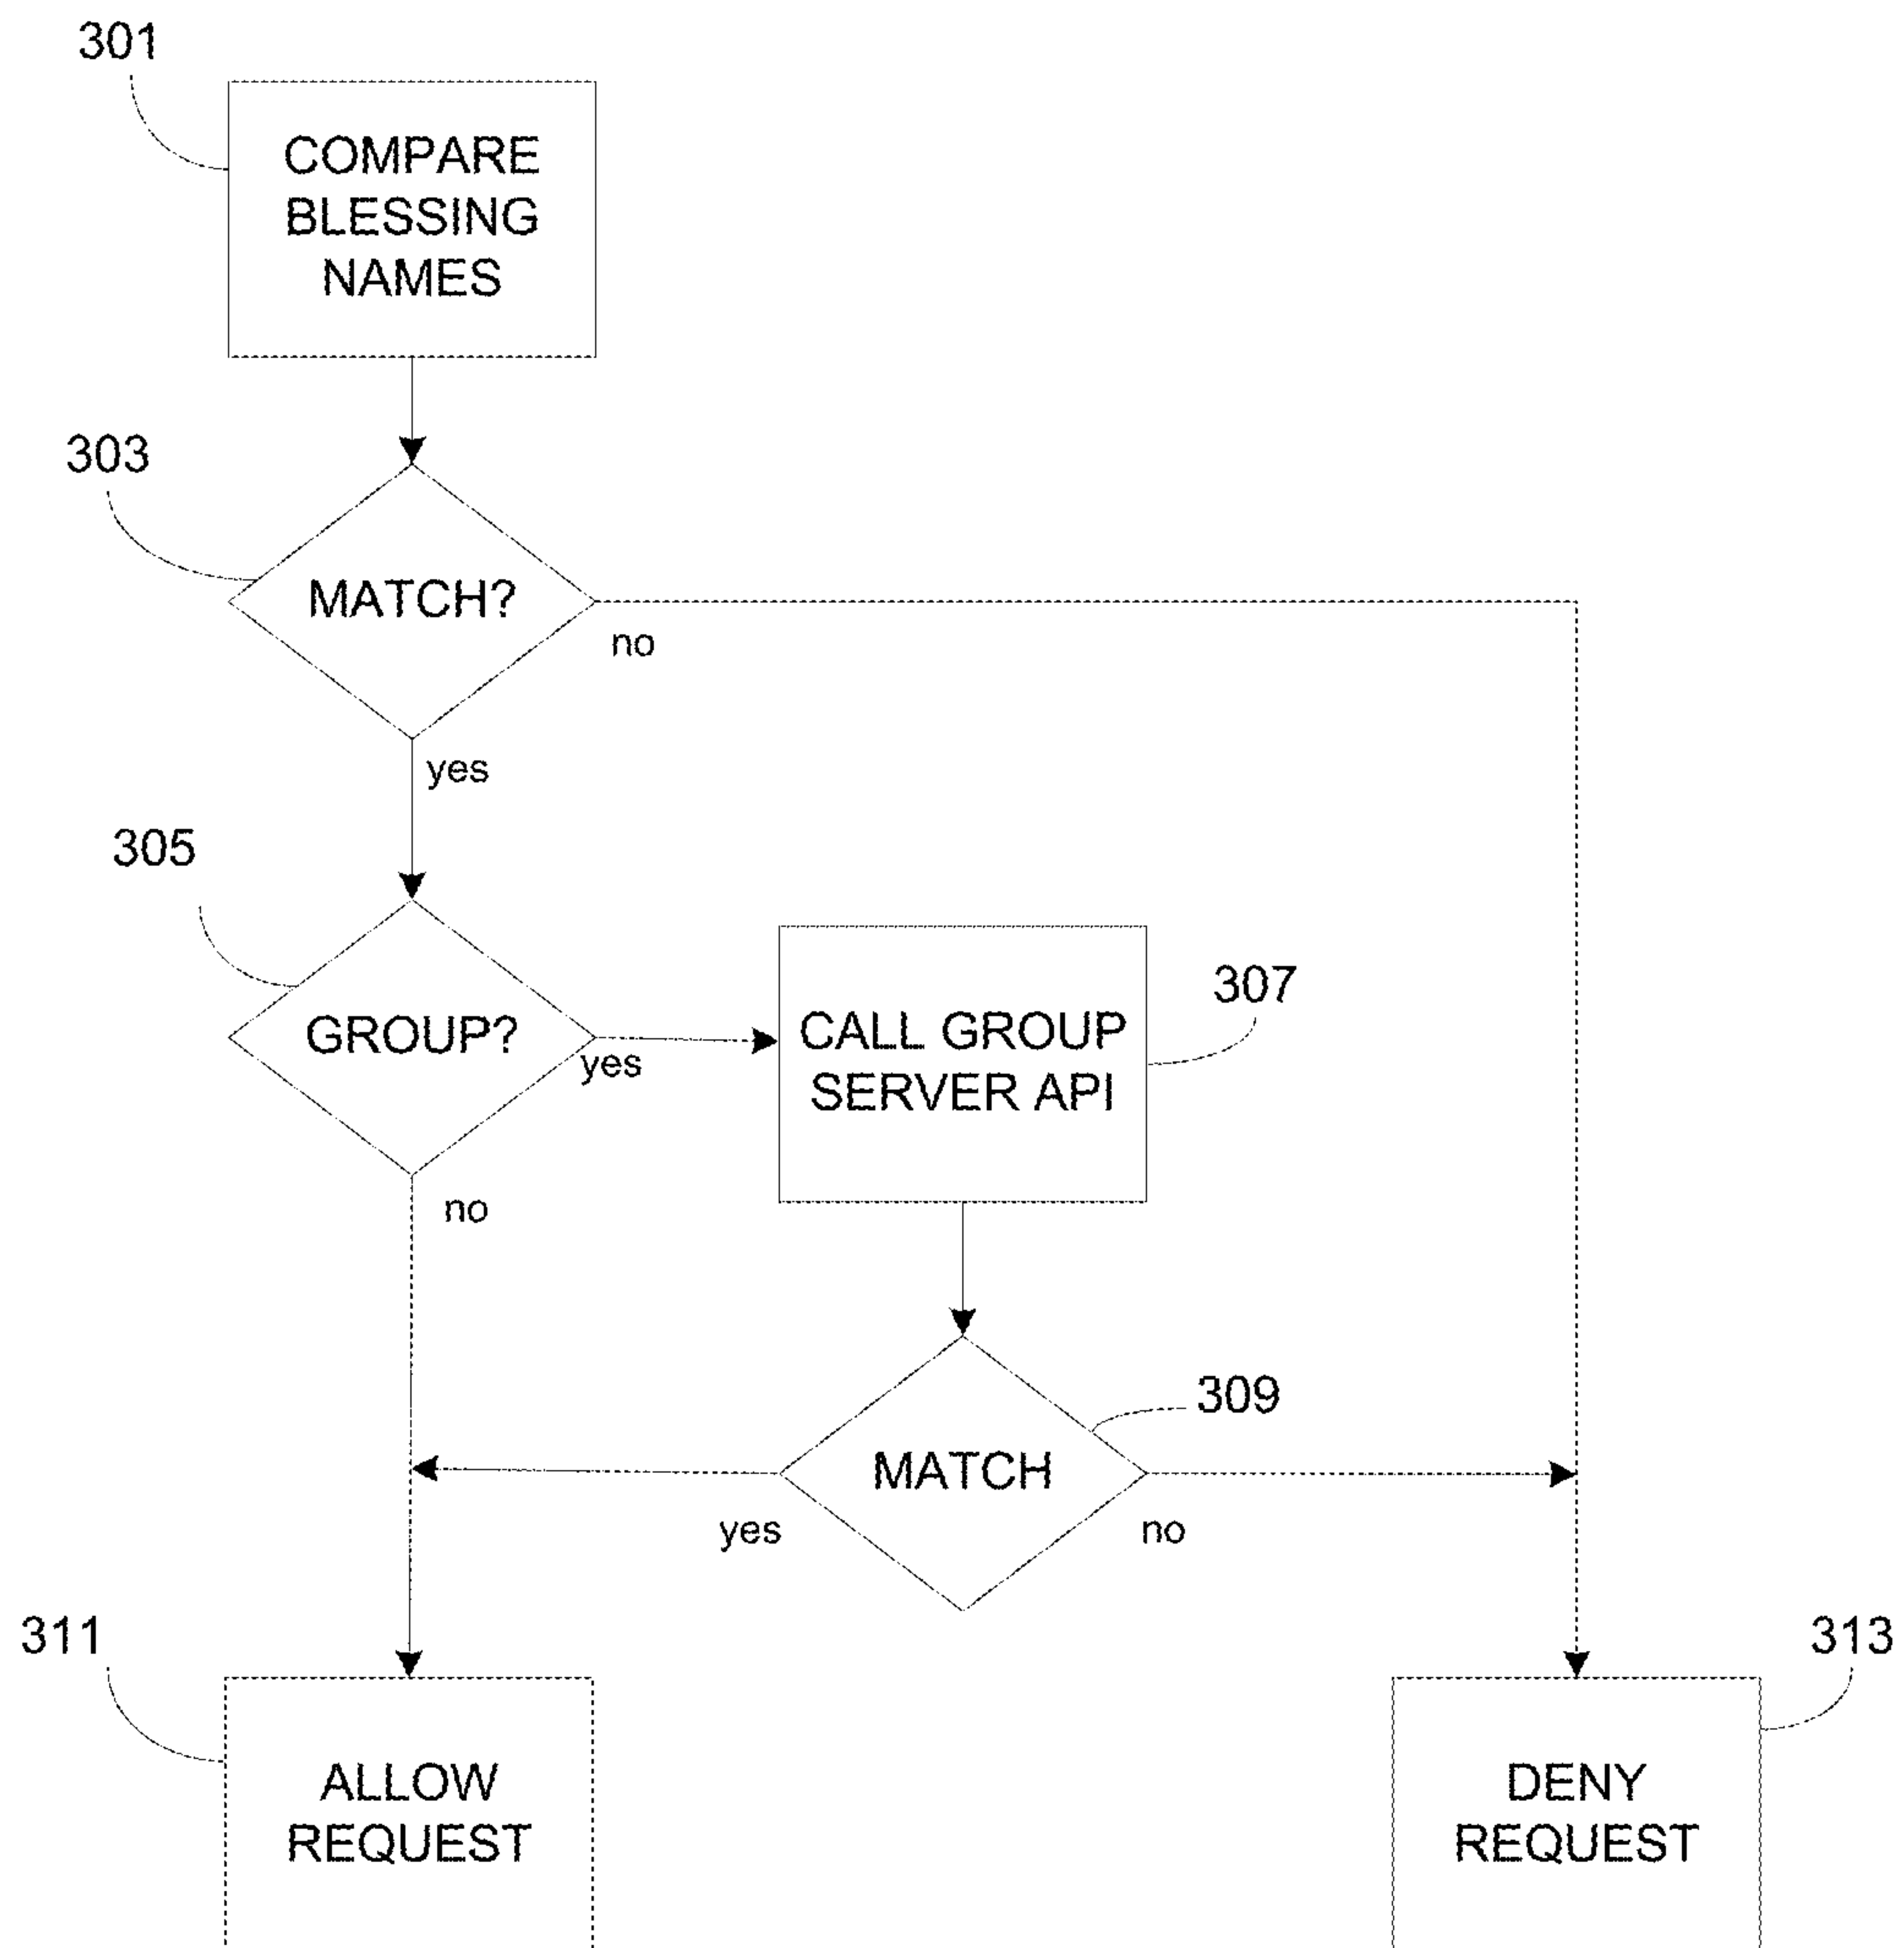 301
COMPARE
BLESSING
NAMES
303
MATCH?
no
yes
305
GROUP?
yes
307
CALL GROUP
SERVER API
no
309
MATCH
yes
no
311
ALLOW
REQUEST
313
DENY
REQUEST